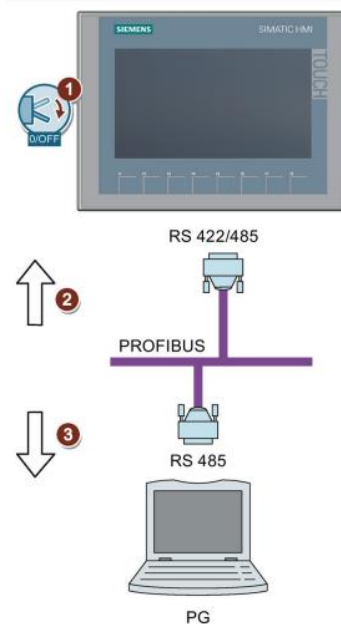 SIEMENS
SIMATIC HMI
TOUCH
1
0/OFF
RS 422/485
2
PROFIBUS
3
RS 485
PG